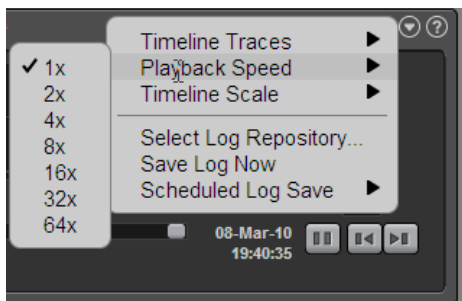 Timeline Traces
Playback Speed
Timeline Scale
Select Log Repository...
Save Log Now
Scheduled Log Save
1x
2x
4x
8x
16x
32x
64x
08-Mar-10
19:40:35
?